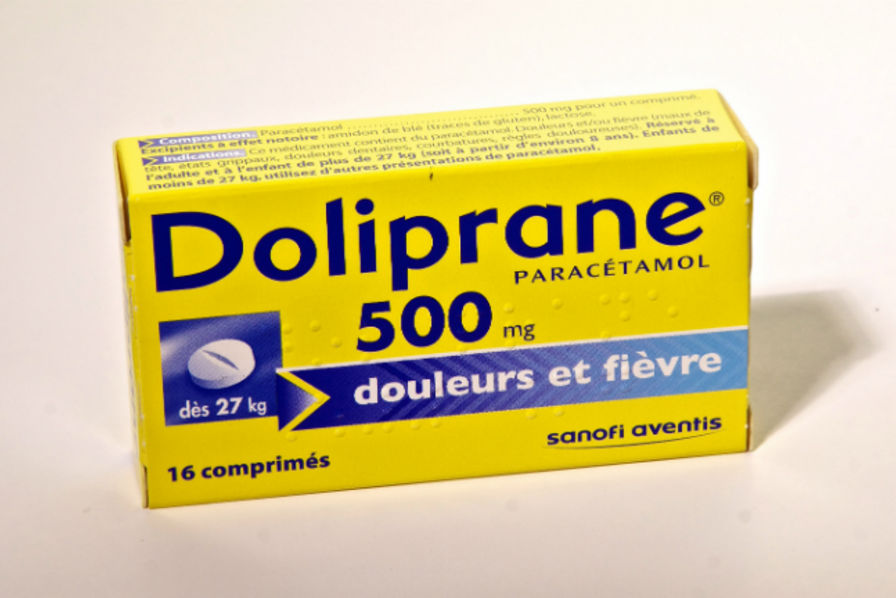 Composition. Paracétamol ........................................ 500 mg pour un comprimé.
Excipients à effet notoire : amidon de blé (traces de gluten), lactose.
Indications. Ce médicament contient du paracétamol. Douleurs et/ou fièvre (maux de
tête, états grippaux, douleurs dentaires, courbatures, règles douloureuses). Réservé à
l'adulte et à l'enfant de plus de 27 kg (soit à partir d'environ 8 ans). Enfants de
moins de 27 kg, utilisez d'autres présentations de paracétamol.
Doliprane®
PARACÉTAMOL
500 mg
douleurs et fièvre
dès 27 kg
sanofi aventis
16 comprimés